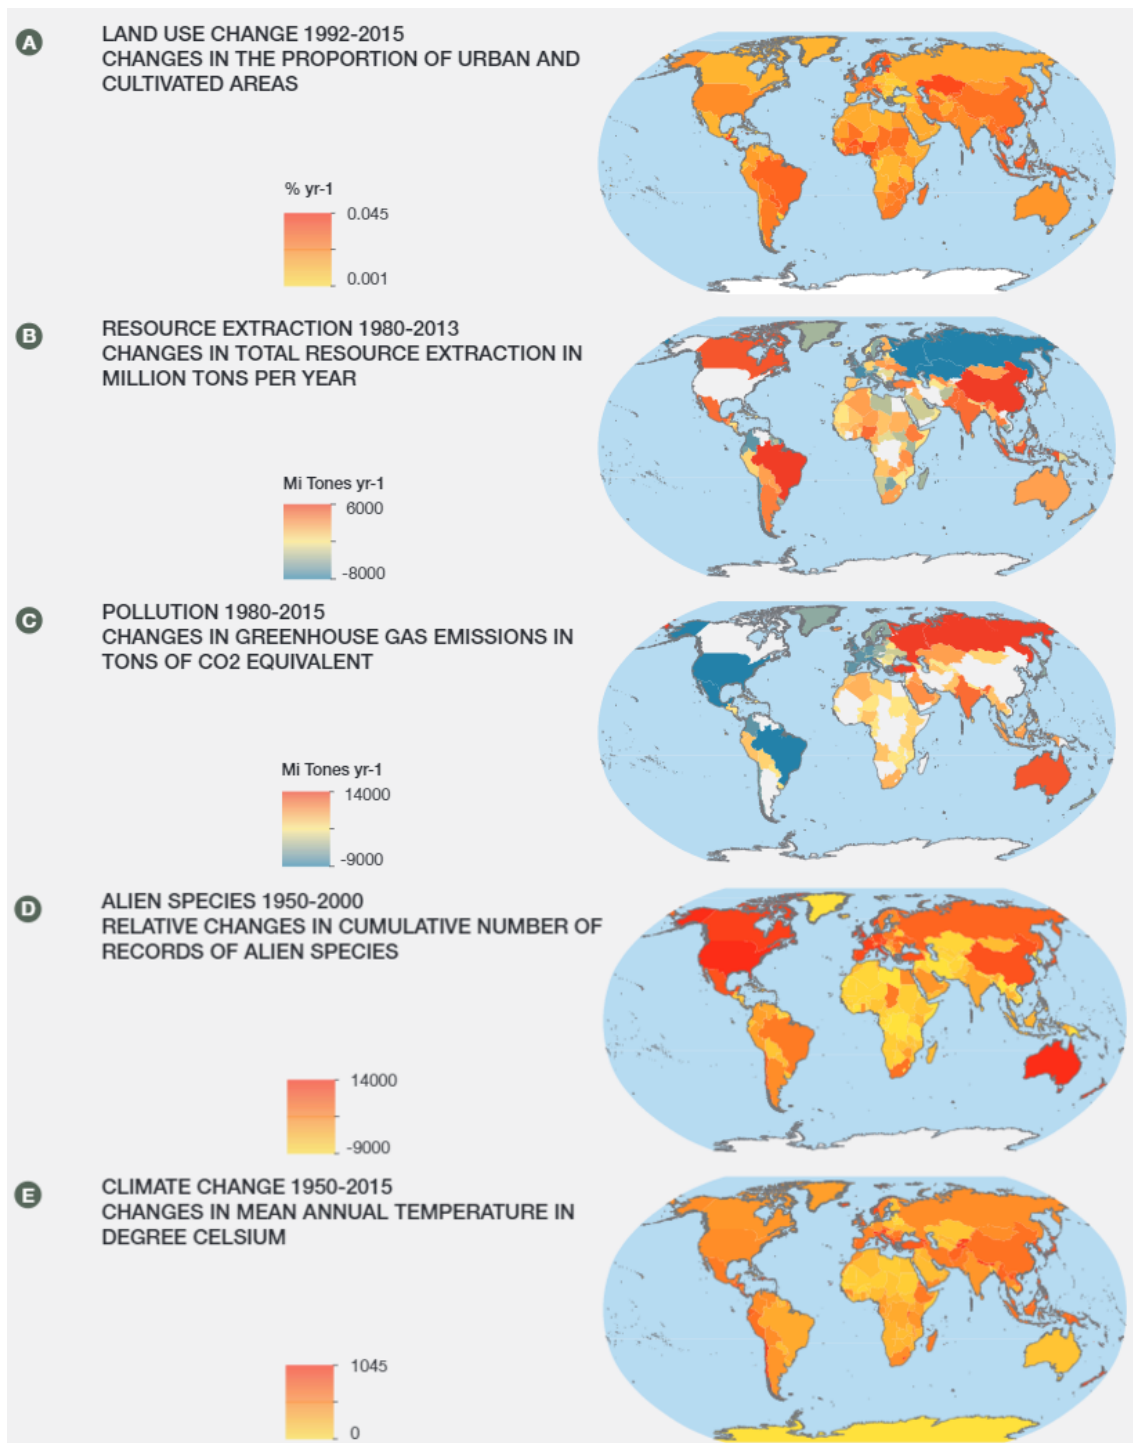 A
LAND USE CHANGE 1992-2015
CHANGES IN THE PROPORTION OF URBAN AND
CULTIVATED AREAS
% yr-1
0.045
0.001
B
RESOURCE EXTRACTION 1980-2013
CHANGES IN TOTAL RESOURCE EXTRACTION IN
MILLION TONS PER YEAR
Mi Tones yr-1
6000
-8000
C
POLLUTION 1980-2015
CHANGES IN GREENHOUSE GAS EMISSIONS IN
TONS OF CO2 EQUIVALENT
Mi Tones yr-1
14000
-9000
D
ALIEN SPECIES 1950-2000
RELATIVE CHANGES IN CUMULATIVE NUMBER OF
RECORDS OF ALIEN SPECIES
14000
-9000
E
CLIMATE CHANGE 1950-2015
CHANGES IN MEAN ANNUAL TEMPERATURE IN
DEGREE CELSIUM
1045
0